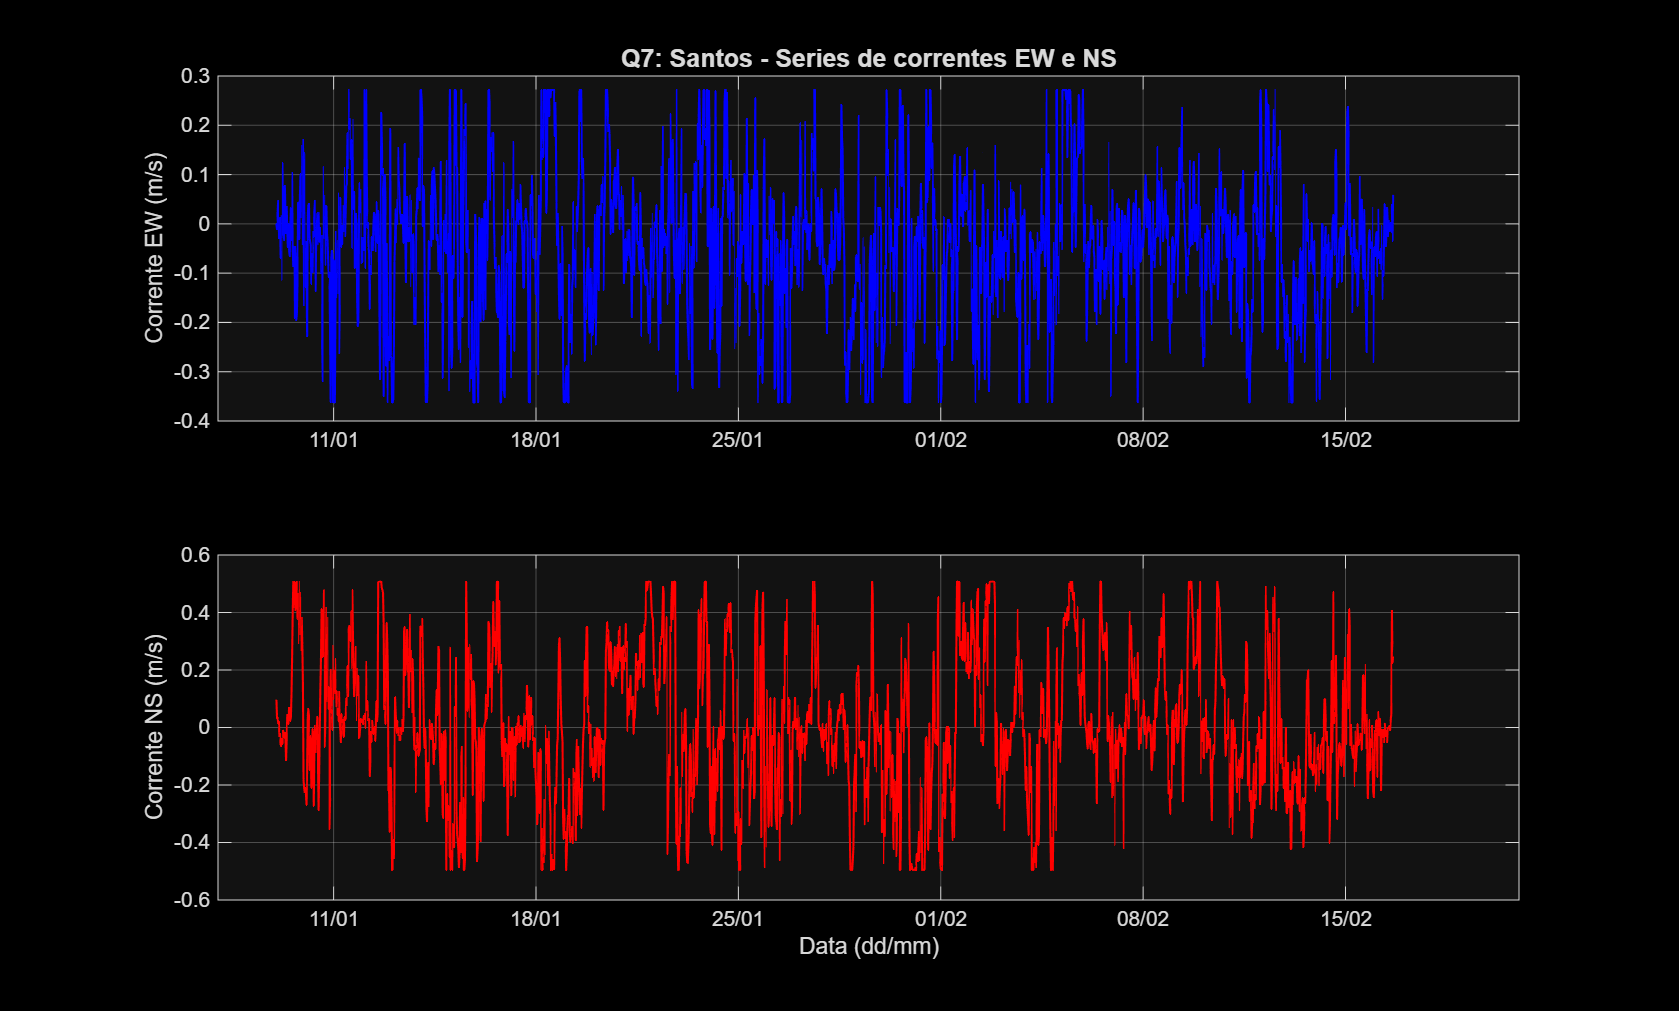 Q7: Santos - Series de correntes EW e NS
0.3
0.2
0.1
0
-0.1
-0.2
-0.3
-0.4
Corrente EW (m/s)
11/01 18/01 25/01 01/02 08/02 15/02
0.6
0.4
0.2
0
-0.2
-0.4
-0.6
Corrente NS (m/s)
11/01 18/01 25/01 01/02 08/02 15/02
Data (dd/mm)